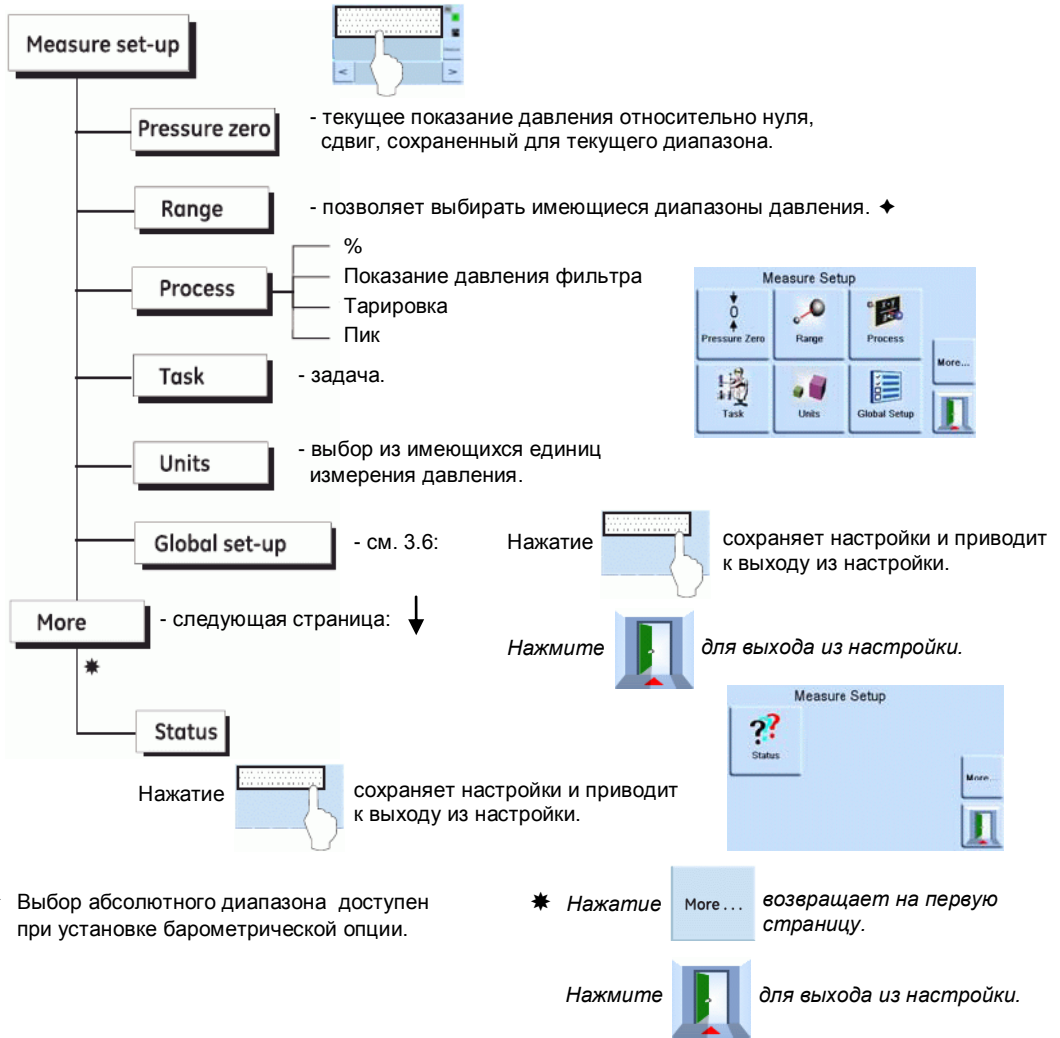 Measure set-up
<
>
Pressure zero
- текущее показание давления относительно нуля,
сдвиг, сохраненный для текущего диапазона.
Range
- позволяет выбирать имеющиеся диапазоны давления. ✦
Process
%
Показание давления фильтра
Тарировка
Пик
Measure Setup
0
Pressure Zero
Range
Process
More...
Task
Units
Global Setup
Task
- задача.
Units
- выбор из имеющихся единиц
измерения давления.
Global set-up
- см. 3.6:
Нажатие
сохраняет настройки и приводит
к выходу из настройки.
More
- следующая страница:
✷
Нажмите
для выхода из настройки.
Status
Measure Setup
???
Status
More...
Нажатие
сохраняет настройки и приводит
к выходу из настройки.
Выбор абсолютного диапазона доступен
при установке барометрической опции.
✷ Нажатие
More...
возвращает на первую
страницу.
Нажмите
для выхода из настройки.